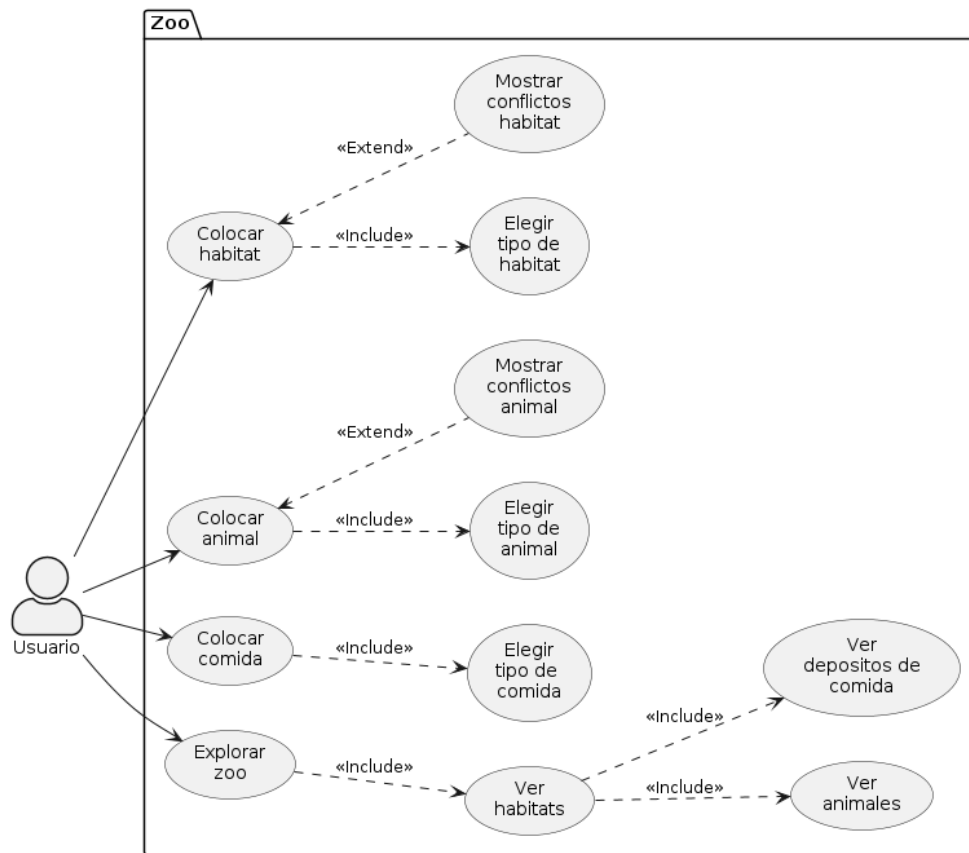 Zoo
Mostrar
conflictos
habitat
«Extend»
Colocar
habitat
«Include»
Elegir
tipo de
habitat
Mostrar
conflictos
animal
«Extend»
Colocar
animal
«Include»
Elegir
tipo de
animal
Usuario
Colocar
comida
«Include»
Elegir
tipo de
comida
Ver
depositos de
comida
«Include»
Explorar
zoo
«Include»
Ver
habitats
«Include»
Ver
animales